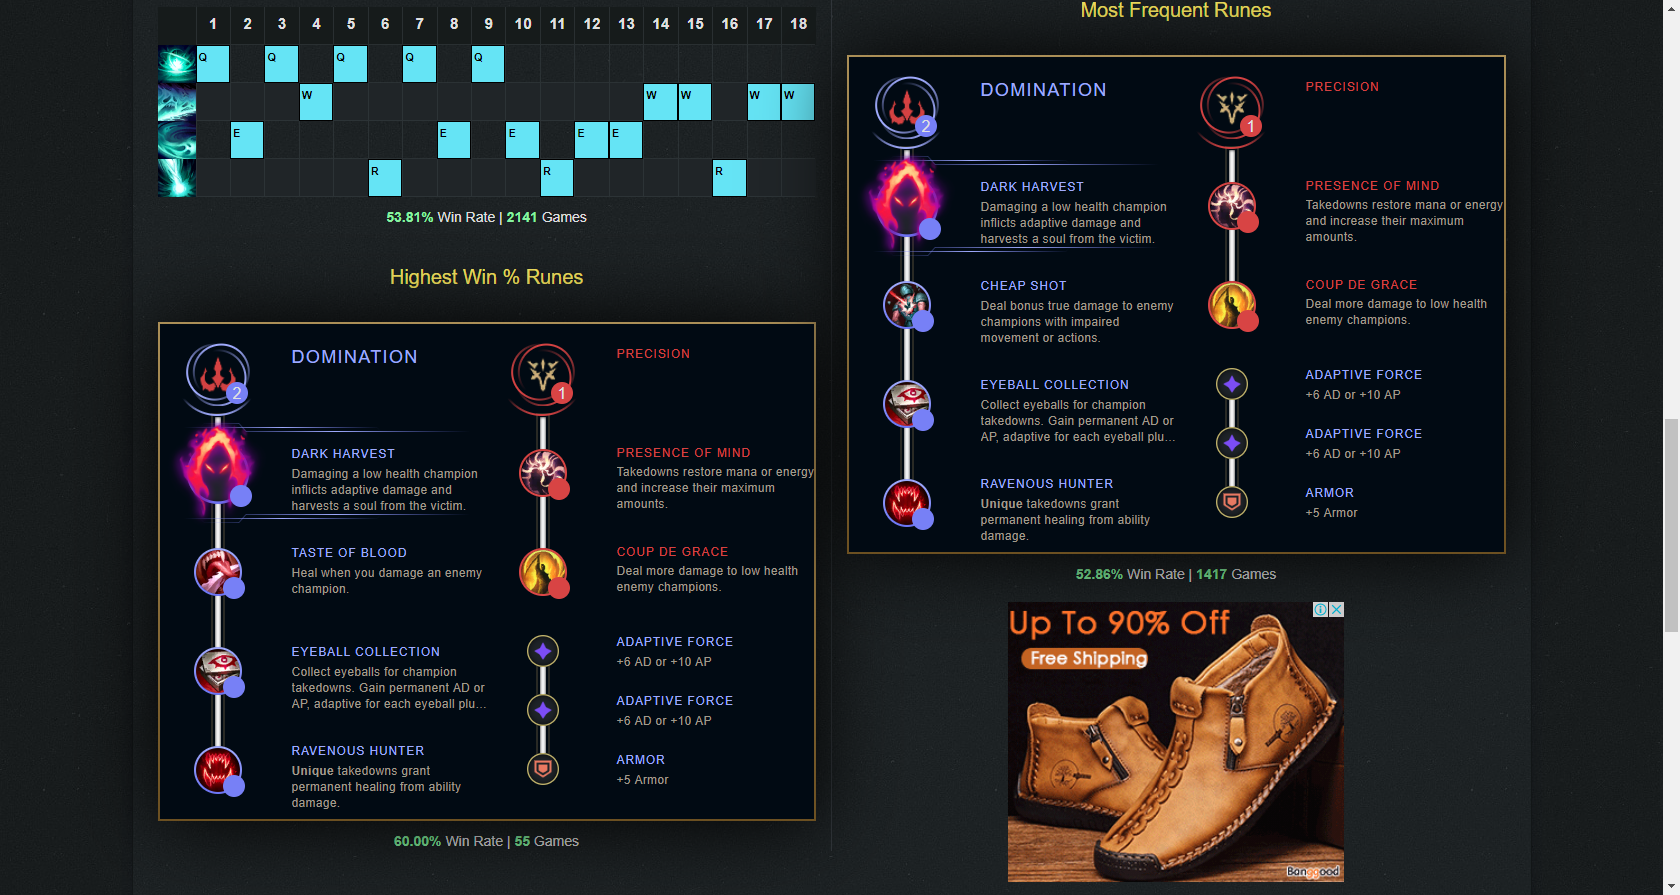 1 2 3 4 5 6 7 8 9 10 11 12 13 14 15 16 17 18
Q Q Q Q Q
W W W W W
E E E E E
R R R
53.81% Win Rate | 2141 Games
Highest Win % Runes
DOMINATION
2
DARK HARVEST
Damaging a low health champion
inflicts adaptive damage and
harvests a soul from the victim.
TASTE OF BLOOD
Heal when you damage an enemy
champion.
EYEBALL COLLECTION
Collect eyeballs for champion
takedowns. Gain permanent AD or
AP, adaptive for each eyeball plu...
RAVENOUS HUNTER
Unique takedowns grant
permanent healing from ability
damage.
PRECISION
1
PRESENCE OF MIND
Takedowns restore mana or energy
and increase their maximum
amounts.
COUP DE GRACE
Deal more damage to low health
enemy champions.
ADAPTIVE FORCE
+6 AD or +10 AP
ADAPTIVE FORCE
+6 AD or +10 AP
ARMOR
+5 Armor
60.00% Win Rate | 55 Games
Most Frequent Runes
DOMINATION
2
DARK HARVEST
Damaging a low health champion
inflicts adaptive damage and
harvests a soul from the victim.
CHEAP SHOT
Deal bonus true damage to enemy
champions with impaired
movement or actions.
EYEBALL COLLECTION
Collect eyeballs for champion
takedowns. Gain permanent AD or
AP, adaptive for each eyeball plu...
RAVENOUS HUNTER
Unique takedowns grant
permanent healing from ability
damage.
PRECISION
1
PRESENCE OF MIND
Takedowns restore mana or energy
and increase their maximum
amounts.
COUP DE GRACE
Deal more damage to low health
enemy champions.
ADAPTIVE FORCE
+6 AD or +10 AP
ADAPTIVE FORCE
+6 AD or +10 AP
ARMOR
+5 Armor
52.86% Win Rate | 1417 Games
Up To 90% Off
Free Shipping
Banggood